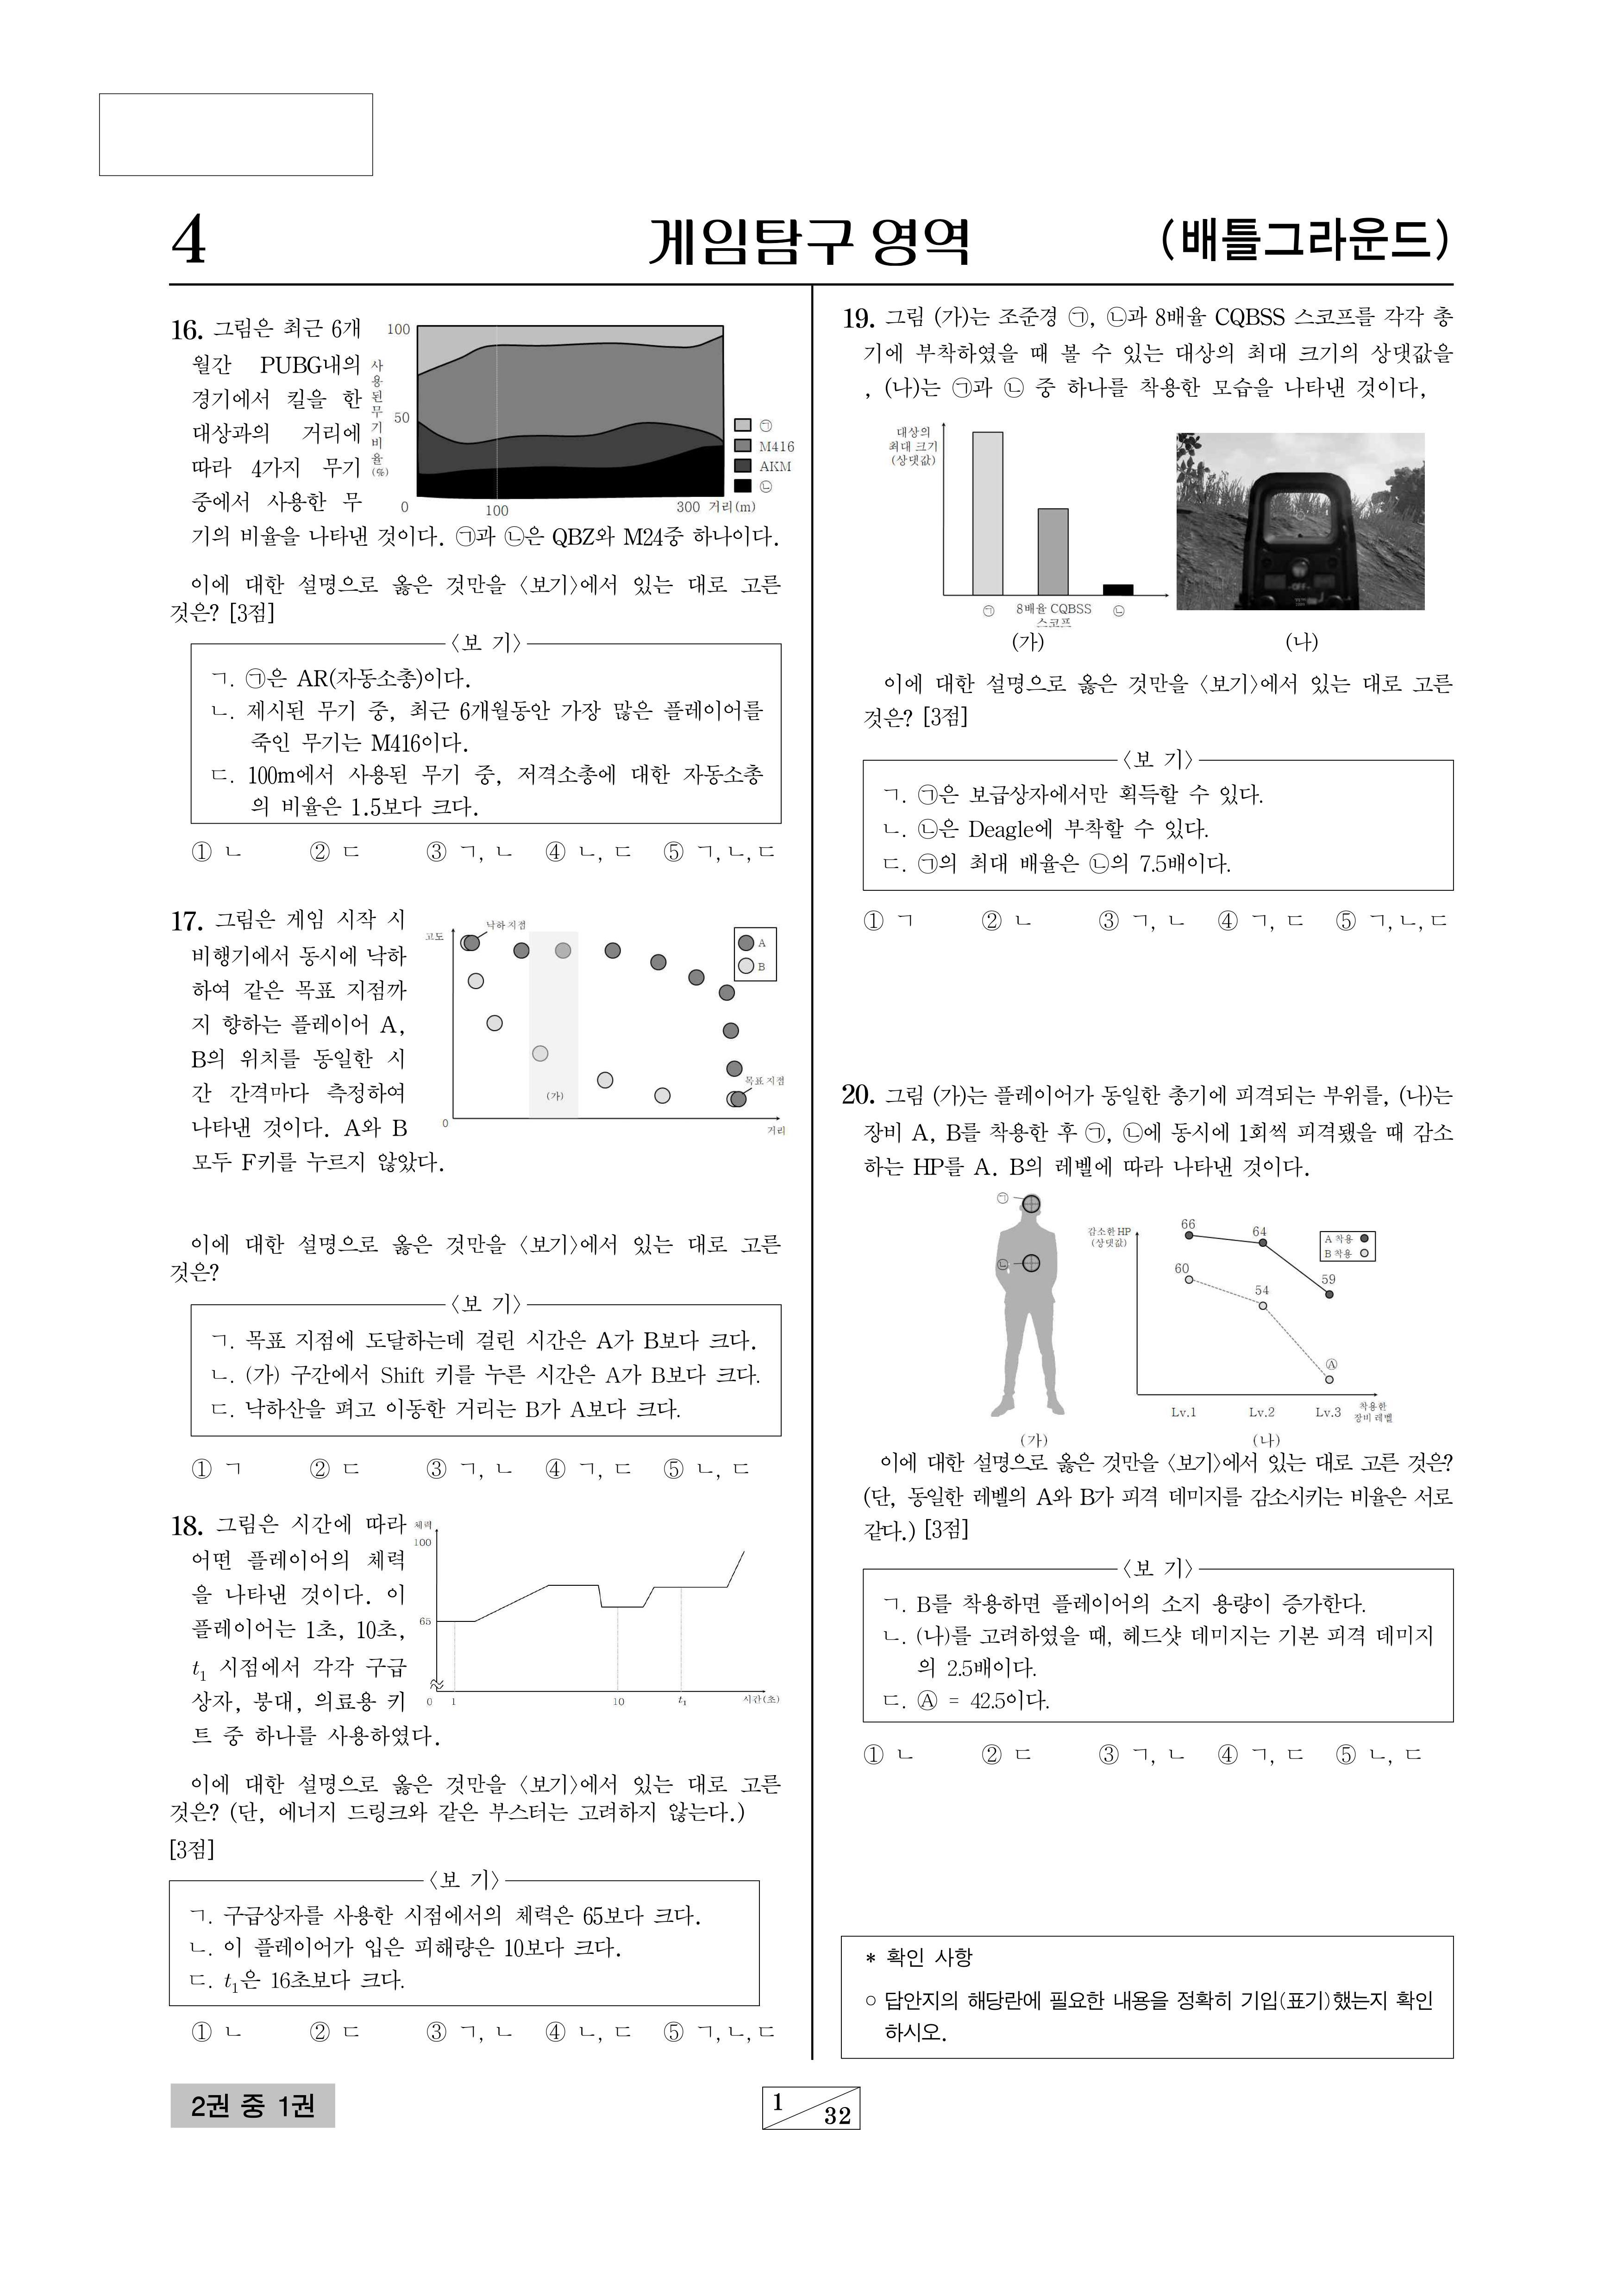 4
게임탐구 영역
(배틀그라운드)
16. 그림은 최근 6개
월간 PUBG내의
경기에서 킬을 한
대상과의 거리에
따라 4가지 무기
중에서 사용한 무
기의 비율을 나타낸 것이다. ㉠과 ㉡은 QBZ와 M24중 하나이다.
사용된무기비율(%)
100
50
0
100
300 거리(m)
㉠
M416
AKM
㉡
이에 대한 설명으로 옳은 것만을 〈보기〉에서 있는 대로 고른
것은? [3점]
〈보 기〉
ㄱ. ㉠은 AR(자동소총)이다.
ㄴ. 제시된 무기 중, 최근 6개월동안 가장 많은 플레이어를
죽인 무기는 M416이다.
ㄷ. 100m에서 사용된 무기 중, 저격소총에 대한 자동소총
의 비율은 1.5보다 크다.
① ㄴ ② ㄷ ③ ㄱ, ㄴ ④ ㄴ, ㄷ ⑤ ㄱ, ㄴ, ㄷ
17. 그림은 게임 시작 시
비행기에서 동시에 낙하
하여 같은 목표 지점까
지 향하는 플레이어 A,
B의 위치를 동일한 시
간 간격마다 측정하여
나타낸 것이다. A와 B
모두 F키를 누르지 않았다.
고도
낙하 지점
A
B
목표 지점
(가)
0
거리
이에 대한 설명으로 옳은 것만을 〈보기〉에서 있는 대로 고른
것은?
〈보 기〉
ㄱ. 목표 지점에 도달하는데 걸린 시간은 A가 B보다 크다.
ㄴ. (가) 구간에서 Shift 키를 누른 시간은 A가 B보다 크다.
ㄷ. 낙하산을 펴고 이동한 거리는 B가 A보다 크다.
① ㄱ ② ㄷ ③ ㄱ, ㄴ ④ ㄱ, ㄷ ⑤ ㄴ, ㄷ
18. 그림은 시간에 따라
어떤 플레이어의 체력
을 나타낸 것이다. 이
플레이어는 1초, 10초,
t₁ 시점에서 각각 구급
상자, 붕대, 의료용 키
트 중 하나를 사용하였다.
체력
100
65
0 1 10 t₁ 시간(초)
이에 대한 설명으로 옳은 것만을 〈보기〉에서 있는 대로 고른
것은? (단, 에너지 드링크와 같은 부스터는 고려하지 않는다.)
[3점]
〈보 기〉
ㄱ. 구급상자를 사용한 시점에서의 체력은 65보다 크다.
ㄴ. 이 플레이어가 입은 피해량은 10보다 크다.
ㄷ. t₁은 16초보다 크다.
① ㄴ ② ㄷ ③ ㄱ, ㄴ ④ ㄴ, ㄷ ⑤ ㄱ, ㄴ, ㄷ
19. 그림 (가)는 조준경 ㉠, ㉡과 8배율 CQBSS 스코프를 각각 총
기에 부착하였을 때 볼 수 있는 대상의 최대 크기의 상댓값을
, (나)는 ㉠과 ㉡ 중 하나를 착용한 모습을 나타낸 것이다,
대상의
최대 크기
(상댓값)
㉠ 8배율 CQBSS ㉡
스코프
(가) (나)
이에 대한 설명으로 옳은 것만을 〈보기〉에서 있는 대로 고른
것은? [3점]
〈보 기〉
ㄱ. ㉠은 보급상자에서만 획득할 수 있다.
ㄴ. ㉡은 Deagle에 부착할 수 있다.
ㄷ. ㉠의 최대 배율은 ㉡의 7.5배이다.
① ㄱ ② ㄴ ③ ㄱ, ㄴ ④ ㄱ, ㄷ ⑤ ㄱ, ㄴ, ㄷ
20. 그림 (가)는 플레이어가 동일한 총기에 피격되는 부위를, (나)는
장비 A, B를 착용한 후 ㉠, ㉡에 동시에 1회씩 피격됐을 때 감소
하는 HP를 A. B의 레벨에 따라 나타낸 것이다.
㉠
㉡
감소한 HP
(상댓값)
66
64
59
60
54
Ⓐ
A 착용
B 착용
Lv.1 Lv.2 Lv.3 착용한
장비 레벨
(가) (나)
이에 대한 설명으로 옳은 것만을 〈보기〉에서 있는 대로 고른 것은?
(단, 동일한 레벨의 A와 B가 피격 데미지를 감소시키는 비율은 서로
같다.) [3점]
〈보 기〉
ㄱ. B를 착용하면 플레이어의 소지 용량이 증가한다.
ㄴ. (나)를 고려하였을 때, 헤드샷 데미지는 기본 피격 데미지
의 2.5배이다.
ㄷ. Ⓐ = 42.5이다.
① ㄴ ② ㄷ ③ ㄱ, ㄴ ④ ㄱ, ㄷ ⑤ ㄴ, ㄷ
* 확인 사항
○ 답안지의 해당란에 필요한 내용을 정확히 기입(표기)했는지 확인
하시오.
2권 중 1권
1
32